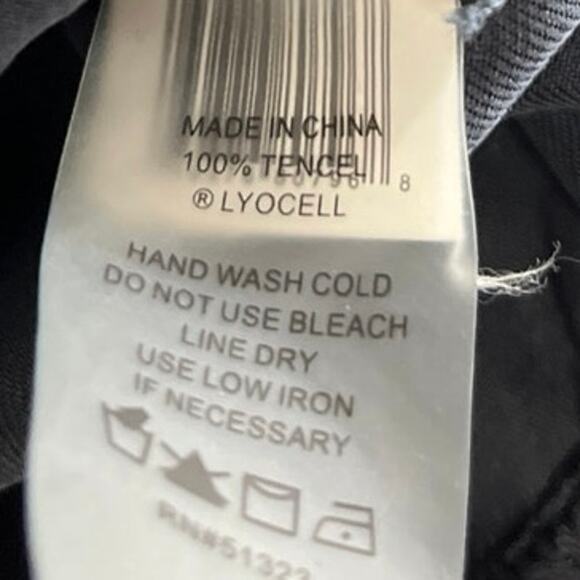 MADE IN CHINA
100% TENCEL
8
® LYOCELL
HAND WASH COLD
DO NOT USE BLEACH
LINE DRY
USE LOW IRON
IF NECESSARY